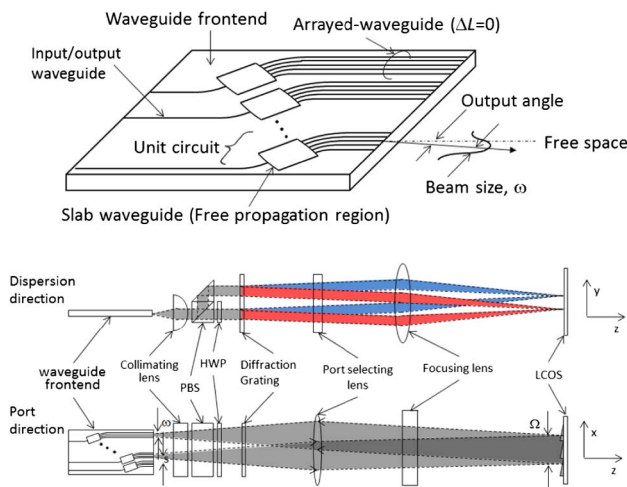 Waveguide frontend
Arrayed-waveguide (ΔL=0)
Input/output
waveguide
Output angle
Free space
Unit circuit
Beam size, ω
Slab waveguide (Free propagation region)
Dispersion
direction
y
z
waveguide
frontend
Collimating
lens
PBS
HWP
Diffraction
Grating
Port selecting
lens
Focusing lens
LCOS
Port
direction
ω
s
Ω
x
z